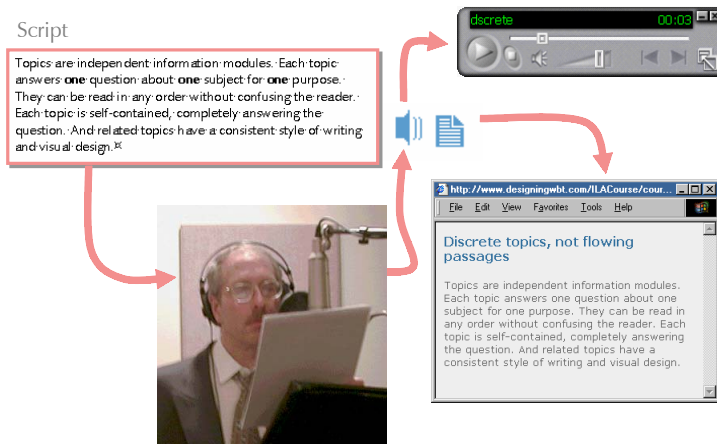 Script
Topics are independent information modules. Each topic
answers one question about one subject for one purpose.
They can be read in any order without confusing the reader.
Each topic is self-contained, completely answering the
question. And related topics have a consistent style of writing
and visual design.¤
dscrete 00:03
http://www.designingwbt.com/ILACourse/cour...
File Edit View Favorites Tools Help
Discrete topics, not flowing
passages
Topics are independent information modules.
Each topic answers one question about one
subject for one purpose. They can be read in
any order without confusing the reader. Each
topic is self-contained, completely answering
the question. And related topics have a
consistent style of writing and visual design.